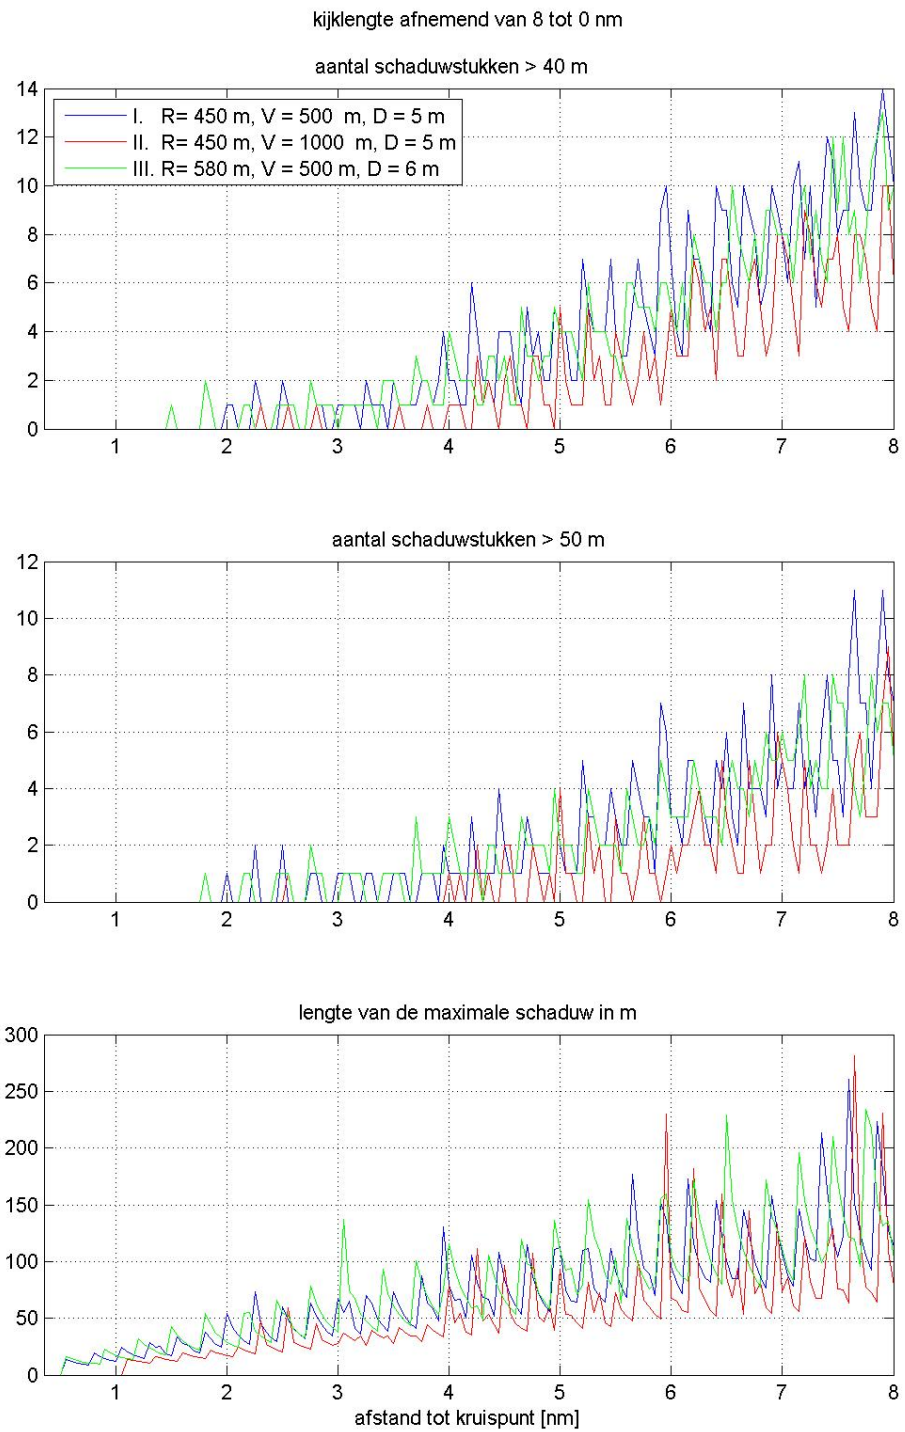 kijklengte afnemend van 8 tot 0 nm
aantal schaduwstukken > 40 m
14
12
10
8
6
4
2
0
I. R= 450 m, V = 500 m, D = 5 m
II. R= 450 m, V = 1000 m, D = 5 m
III. R= 580 m, V = 500 m, D = 6 m
1 2 3 4 5 6 7 8
aantal schaduwstukken > 50 m
12
10
8
6
4
2
0
1 2 3 4 5 6 7 8
lengte van de maximale schaduw in m
300
250
200
150
100
50
0
1 2 3 4 5 6 7 8
afstand tot kruispunt [nm]